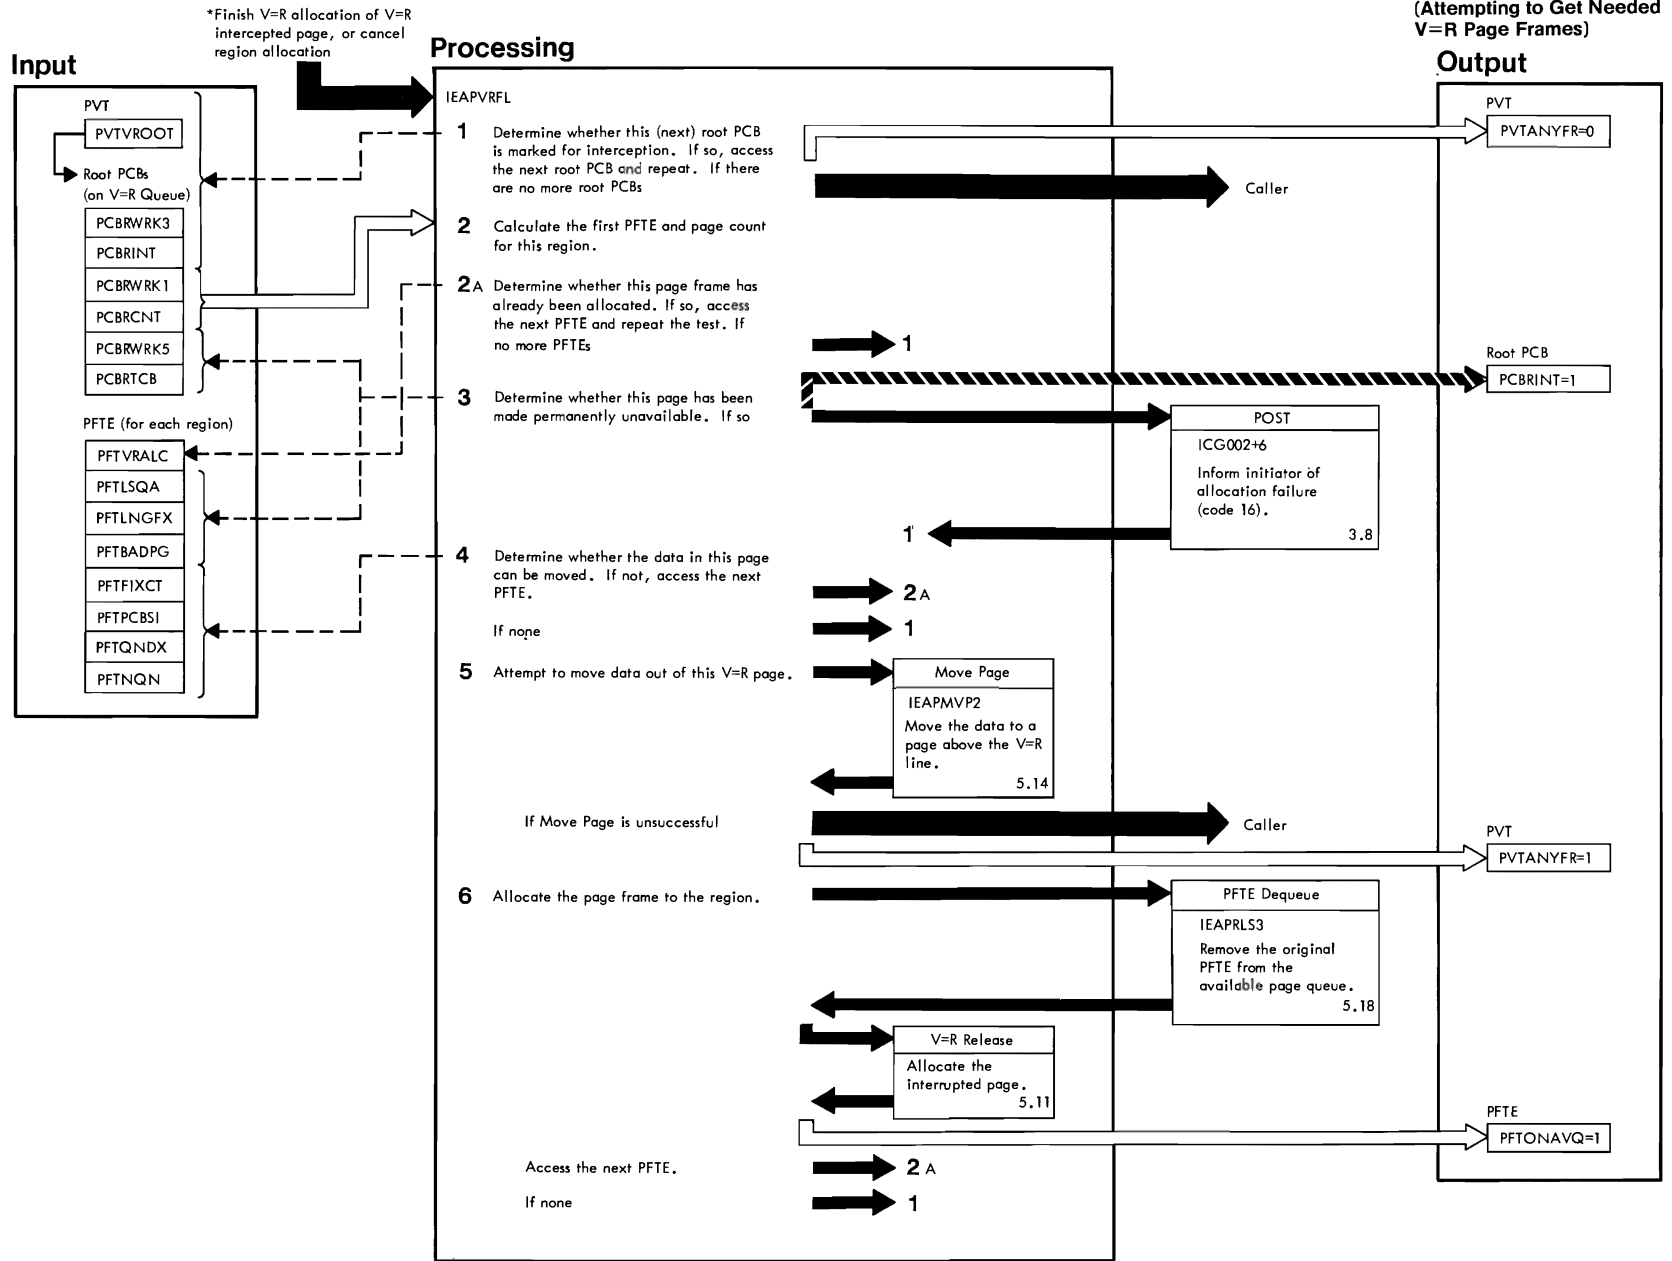 *Finish V=R allocation of V=R
intercepted page, or cancel
region allocation
(Attempting to Get Needed
V=R Page Frames)
Input
Processing
Output
PVT
PVTVROOT
Root PCBs
(on V=R Queue)
PCBRWRK3
PCBRINT
PCBRWRK1
PCBRCNT
PCBRWRK5
PCBRTCB
PFTE (for each region)
PFTVRALC
PFTLSQA
PFTLNGFX
PFTBADPG
PFTFIXCT
PFTPCBSI
PFTQNDX
PFTNQN
IEAPVRFL
1 Determine whether this (next) root PCB
is marked for interception. If so, access
the next root PCB and repeat. If there
are no more root PCBs
Caller
PVT
PVTANYFR=0
2 Calculate the first PFTE and page count
for this region.
2A Determine whether this page frame has
already been allocated. If so, access
the next PFTE and repeat the test. If
no more PFTEs
1
Root PCB
PCBRINT=1
3 Determine whether this page has been
made permanently unavailable. If so
POST
ICG002+6
Inform initiator of
allocation failure
(code 16).
3.8
1
4 Determine whether the data in this page
can be moved. If not, access the next
PFTE.
2A
If none
1
5 Attempt to move data out of this V=R page.
Move Page
IEAPMVP2
Move the data to a
page above the V=R
line.
5.14
If Move Page is unsuccessful
Caller
PVT
PVTANYFR=1
6 Allocate the page frame to the region.
PFTE Dequeue
IEAPRLS3
Remove the original
PFTE from the
available page queue.
5.18
V=R Release
Allocate the
interrupted page.
5.11
PFTE
PFTONAVQ=1
Access the next PFTE.
2A
If none
1